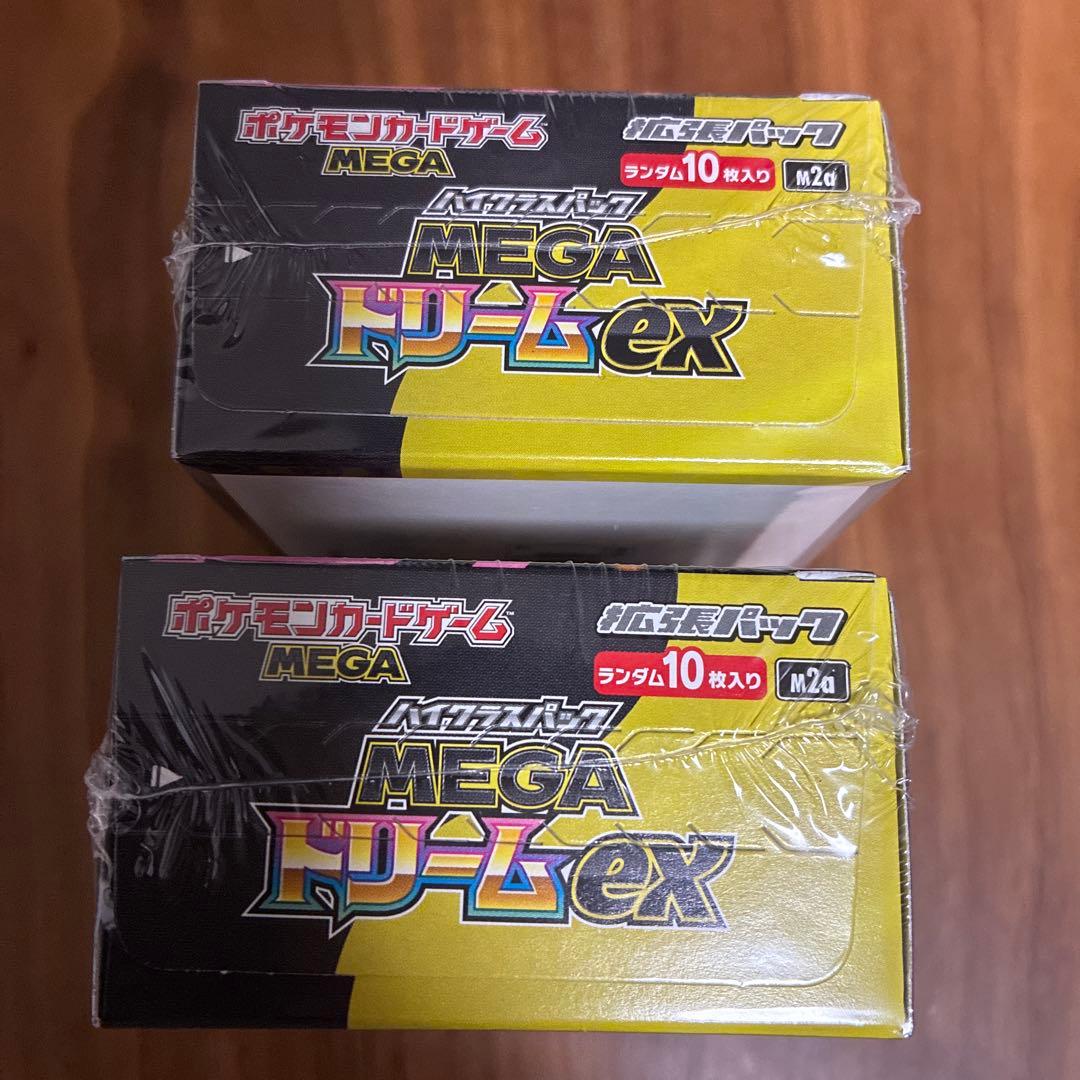 ポケモンカードゲーム™
MEGA
拡張パック
ランダム10枚入り M2a
ハイクラスパック
MEGA
ドリームex
ポケモンカードゲーム™
MEGA
拡張パック
ランダム10枚入り M2a
ハイクラスパック
MEGA
ドリームex